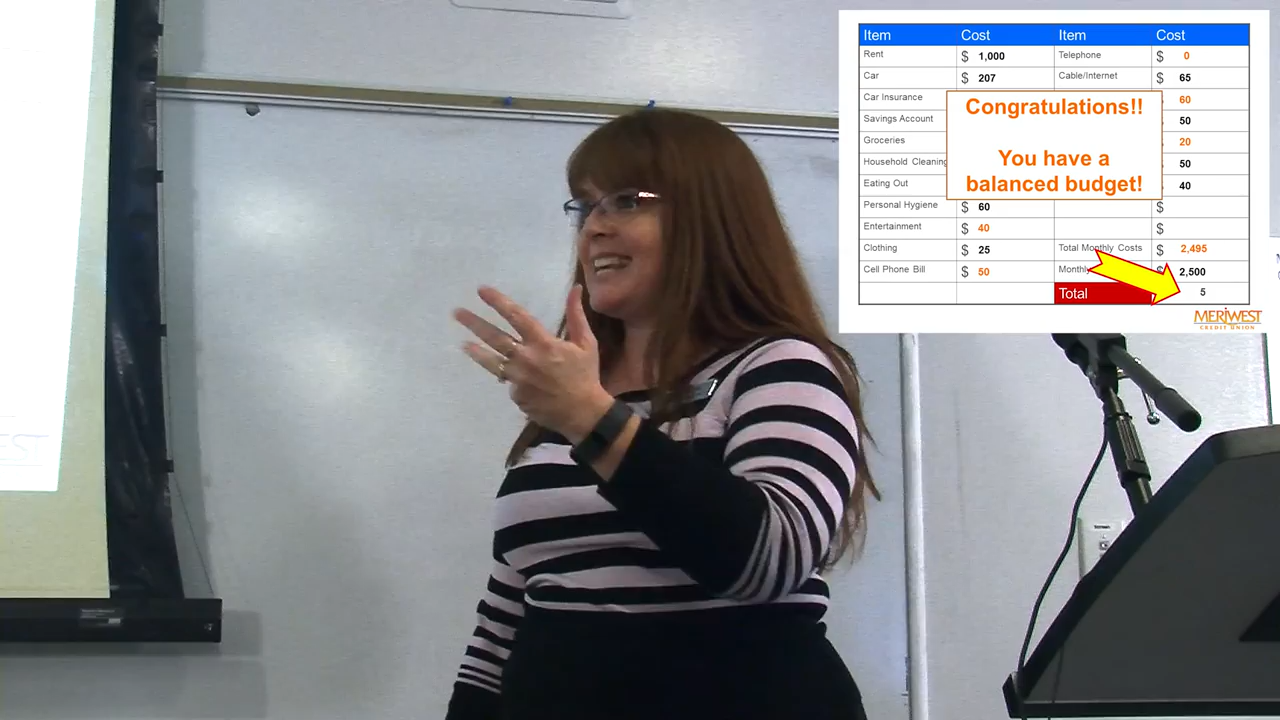 Item Cost Item Cost
Rent $ 1,000 Telephone $ 0
Car $ 207 Cable/Internet $ 65
Car Insurance 60
Savings Account 50
Groceries 20
Household Cleaning 50
Eating Out 40
Congratulations!!
You have a
balanced budget!
Personal Hygiene $ 60 $
Entertainment $ 40 $
Clothing $ 25 Total Monthly Costs $ 2,495
Cell Phone Bill $ 50 Monthly $ 2,500
Total 5
MERIWEST
CREDIT UNION